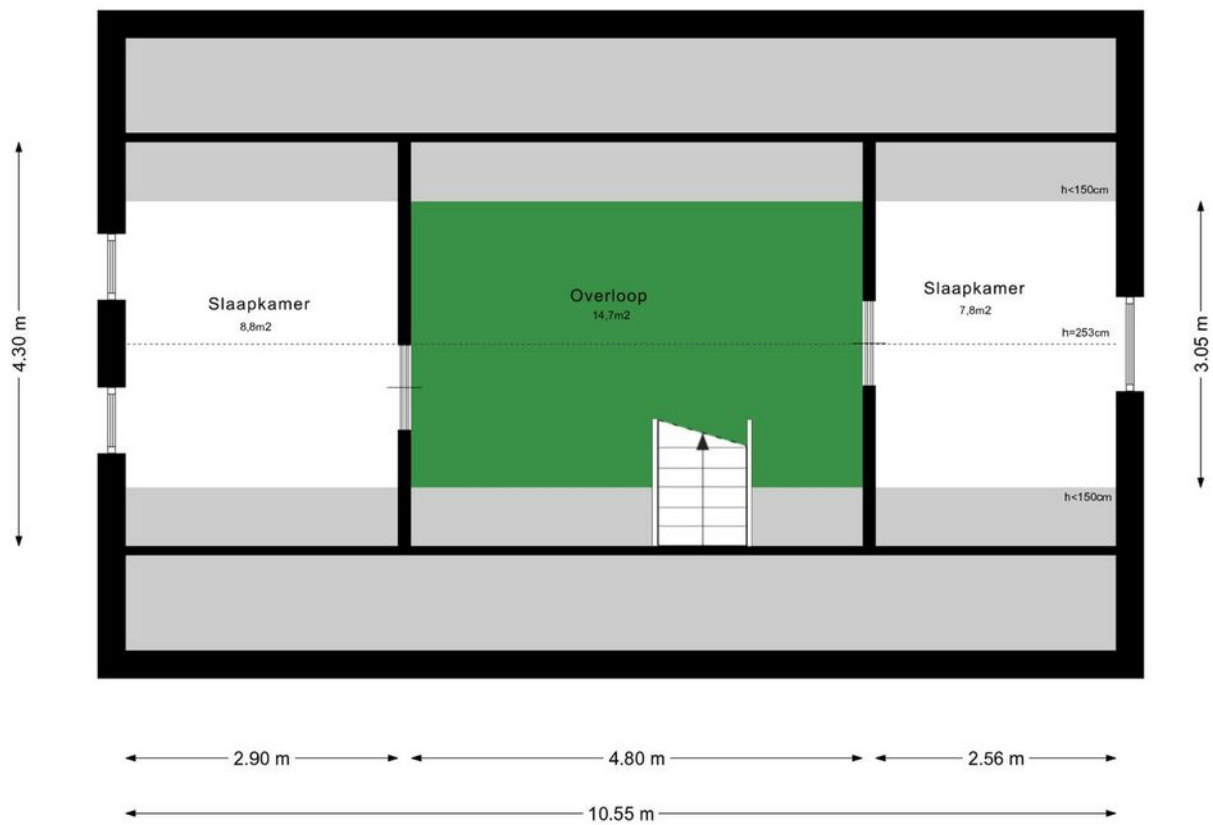 h<150cm
4.30 m
Slaapkamer
8,8m2
Overloop
14,7m2
Slaapkamer
7,8m2
h=253cm
3.05 m
h<150cm
2.90 m
4.80 m
2.56 m
10.55 m